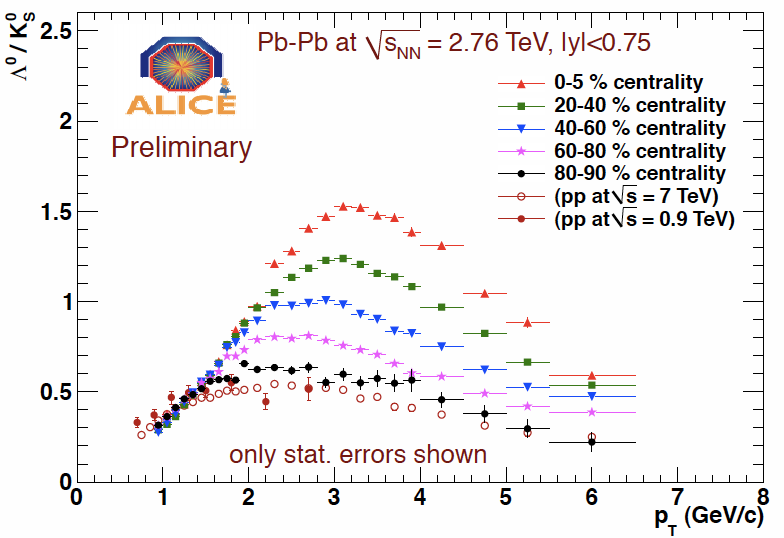 Λ⁰ / K⁰_S
2.5
2
1.5
1
0.5
0
Pb-Pb at √s_NN = 2.76 TeV, |y|<0.75
ALICE
Preliminary
0-5 % centrality
20-40 % centrality
40-60 % centrality
60-80 % centrality
80-90 % centrality
(pp at √s = 7 TeV)
(pp at √s = 0.9 TeV)
only stat. errors shown
0 1 2 3 4 5 6 7 8
p_T (GeV/c)